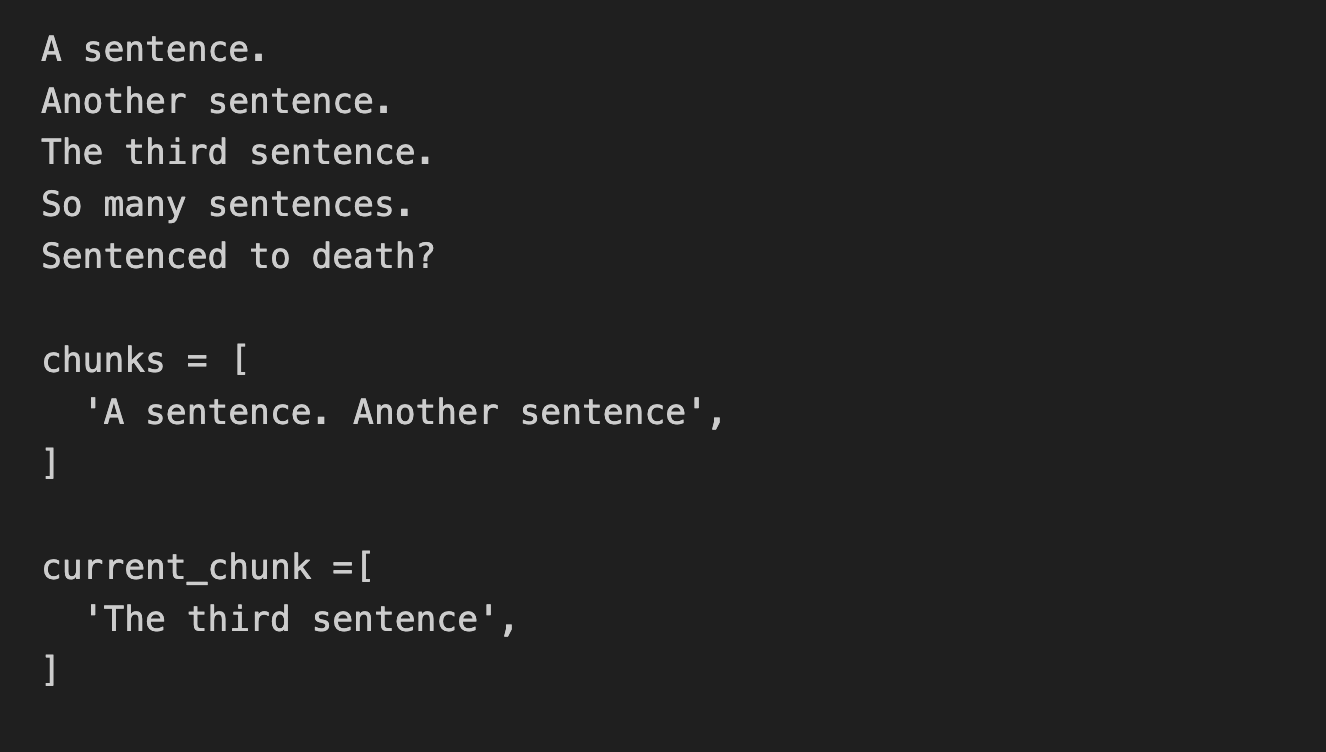 A sentence.
Another sentence.
The third sentence.
So many sentences.
Sentenced to death?

chunks = [
  'A sentence. Another sentence',
]

current_chunk =[
  'The third sentence',
]